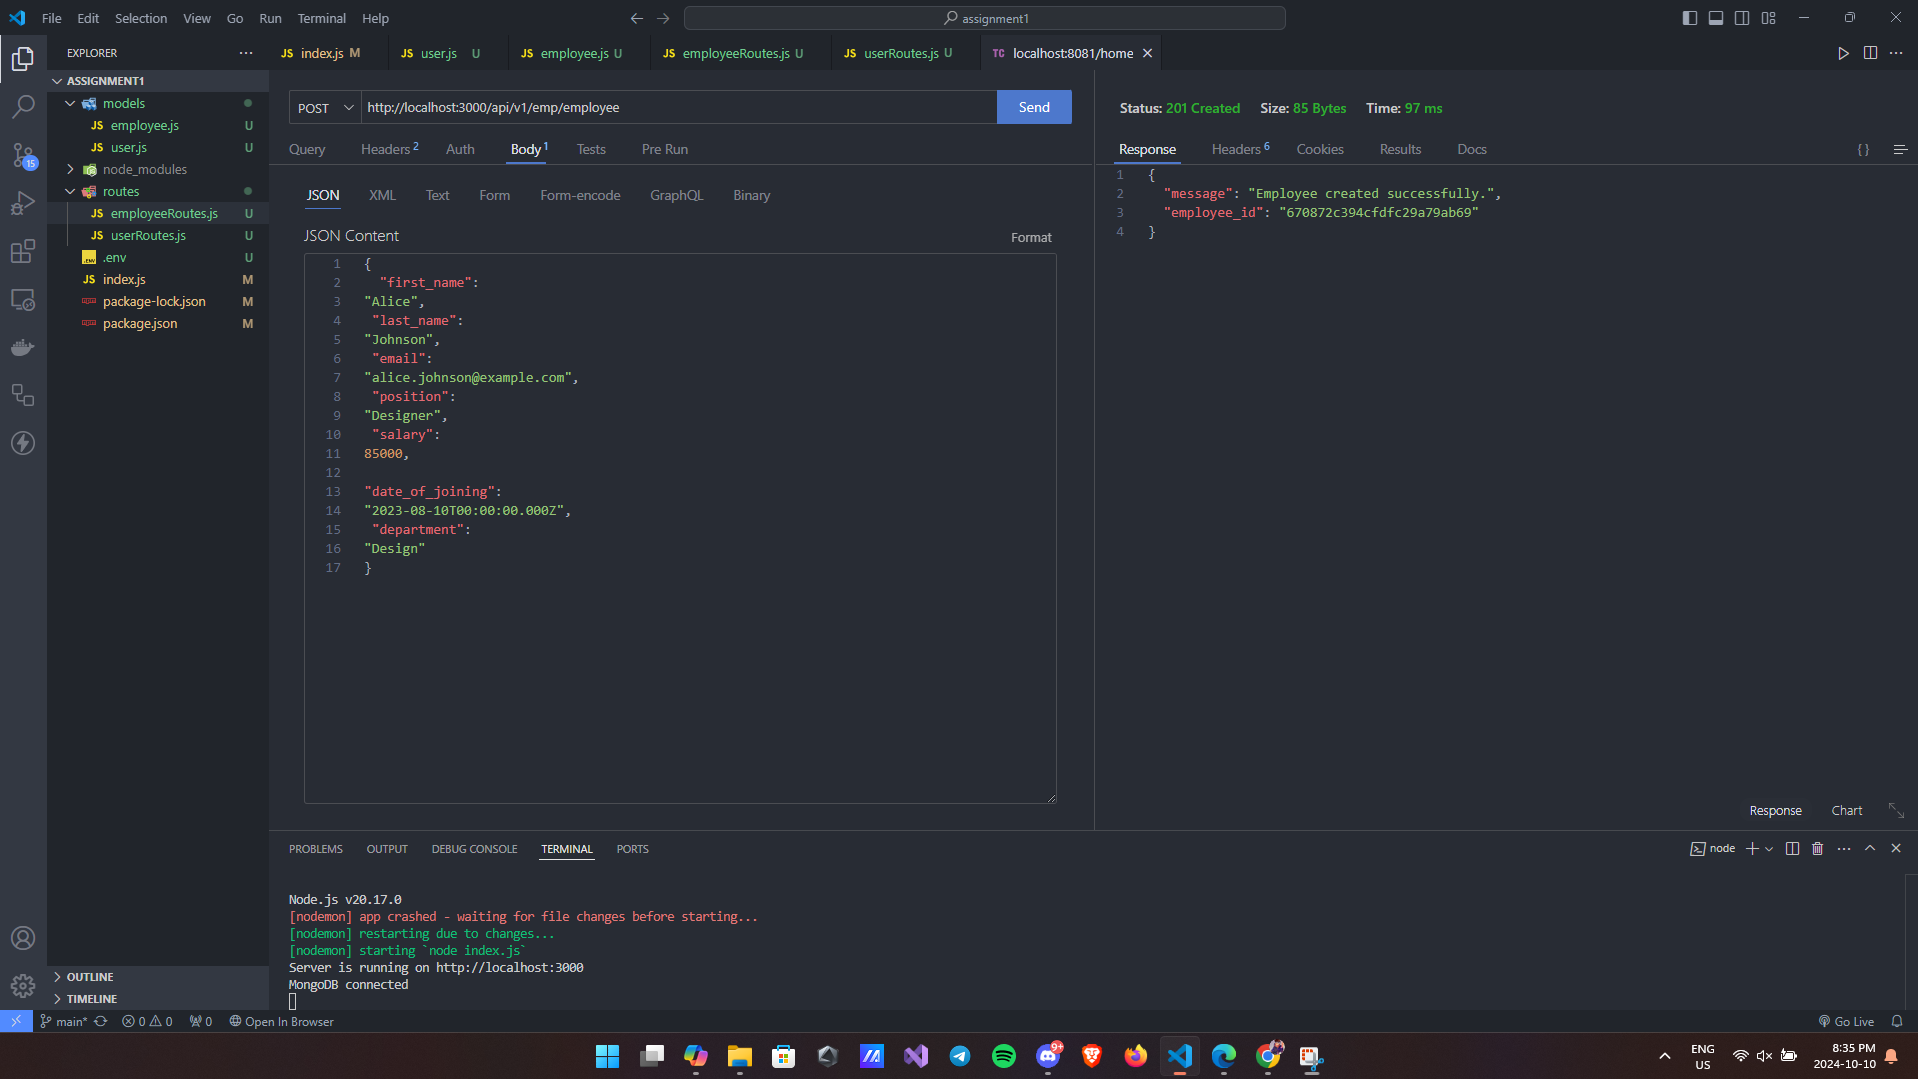 File Edit Selection View Go Run Terminal Help
assignment1
EXPLORER
index.js M
user.js U
employee.js U
employeeRoutes.js U
userRoutes.js U
TC localhost:8081/home
ASSIGNMENT1
models
JS employee.js U
JS user.js U
node_modules
routes
JS employeeRoutes.js U
JS userRoutes.js U
.env U
JS index.js M
package-lock.json M
package.json M
OUTLINE
TIMELINE
15
POST http://localhost:3000/api/v1/emp/employee Send
Query Headers 2 Auth Body 1 Tests Pre Run
JSON XML Text Form Form-encode GraphQL Binary
JSON Content Format
1 {
2 "first_name":
3 "Alice",
4 "last_name":
5 "Johnson",
6 "email":
7 "alice.johnson@example.com",
8 "position":
9 "Designer",
10 "salary":
11 85000,
12
13 "date_of_joining":
14 "2023-08-10T00:00:00.000Z",
15 "department":
16 "Design"
17 }
Status: 201 Created Size: 85 Bytes Time: 97 ms
Response Headers 6 Cookies Results Docs { }
1 {
2 "message": "Employee created successfully.",
3 "employee_id": "670872c394cfdfc29a79ab69"
4 }
Response Chart
PROBLEMS OUTPUT DEBUG CONSOLE TERMINAL PORTS
node
Node.js v20.17.0
[nodemon] app crashed - waiting for file changes before starting...
[nodemon] restarting due to changes...
[nodemon] starting `node index.js`
Server is running on http://localhost:3000
MongoDB connected
main* 0 0 0 Open In Browser Go Live
9+
ENG
US
8:35 PM
2024-10-10